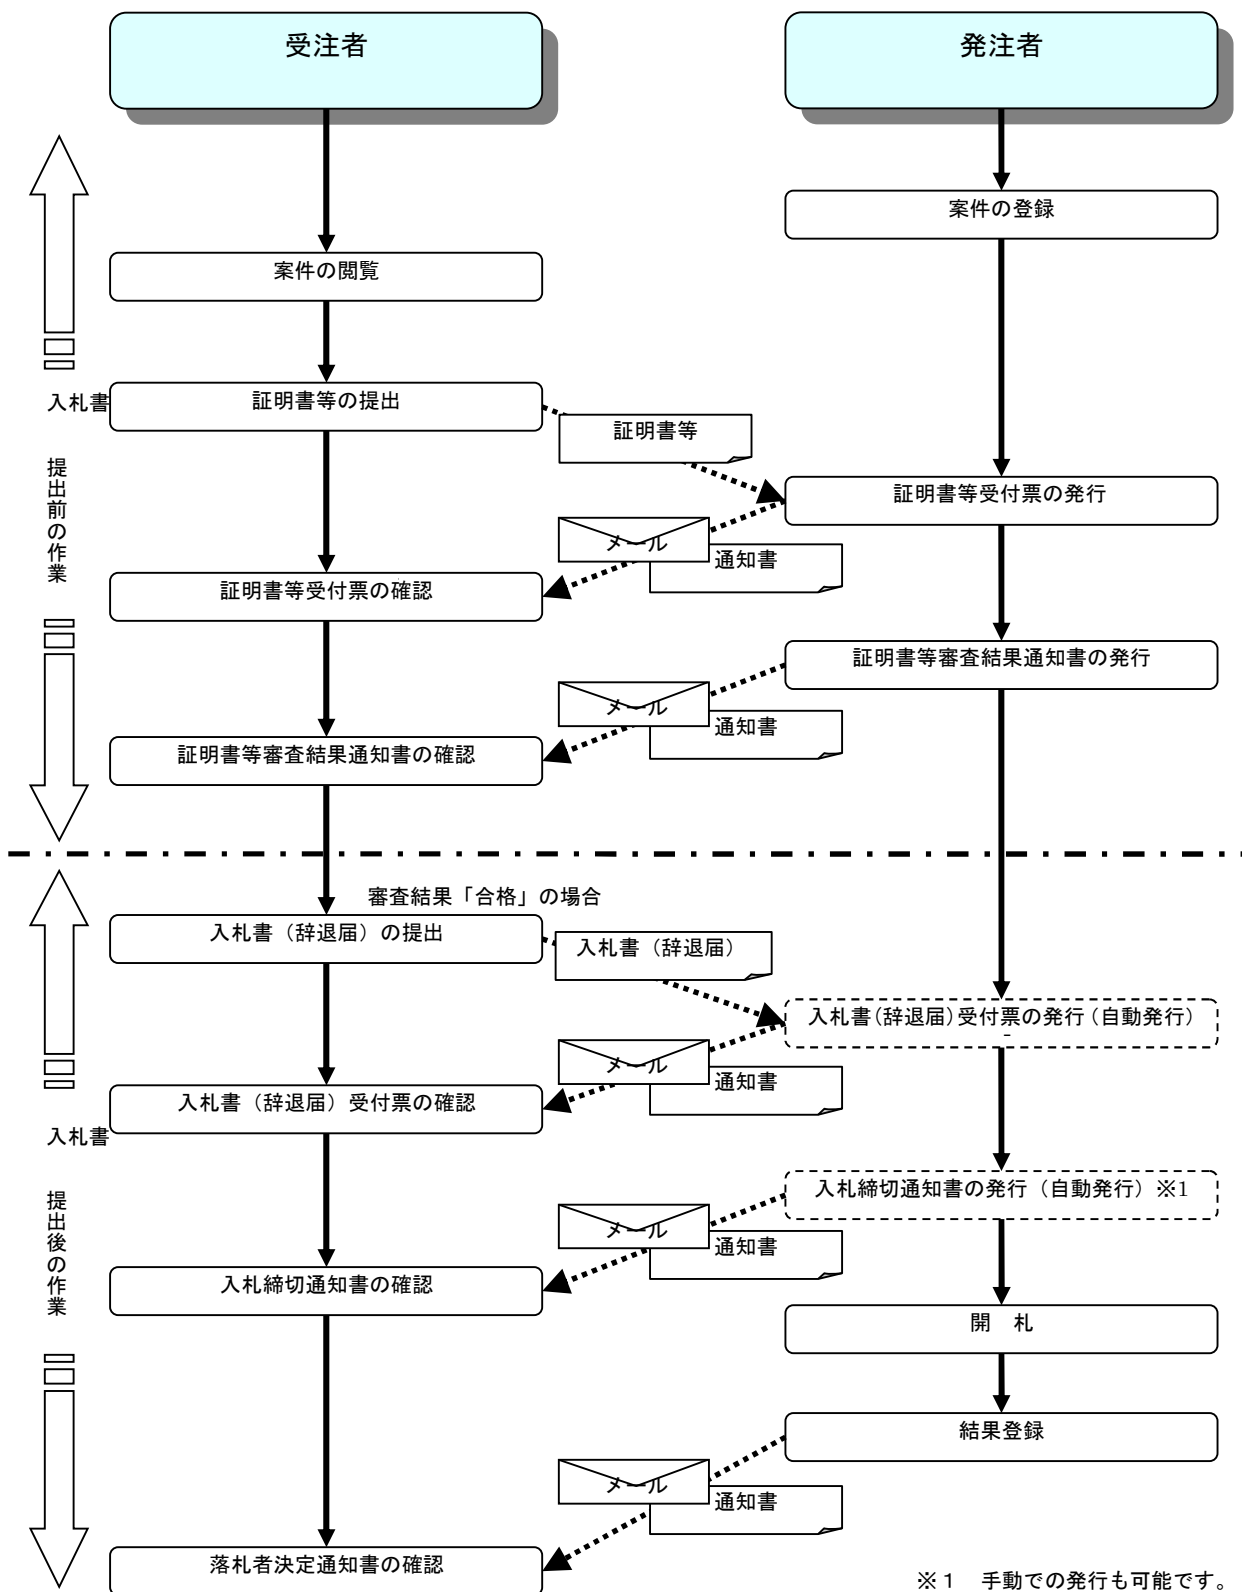 受注者
発注者
案件の登録
案件の閲覧
入札書
証明書等の提出
証明書等
提出前の作業
証明書等受付票の発行
メール
通知書
証明書等受付票の確認
証明書等審査結果通知書の発行
メール
通知書
証明書等審査結果通知書の確認
審査結果「合格」の場合
入札書（辞退届）の提出
入札書（辞退届）
入札書(辞退届)受付票の発行(自動発行)
メール
通知書
入札書（辞退届）受付票の確認
入札書
提出後の作業
入札締切通知書の発行（自動発行）※1
メール
通知書
入札締切通知書の確認
開　札
結果登録
メール
通知書
落札者決定通知書の確認
※１　手動での発行も可能です。